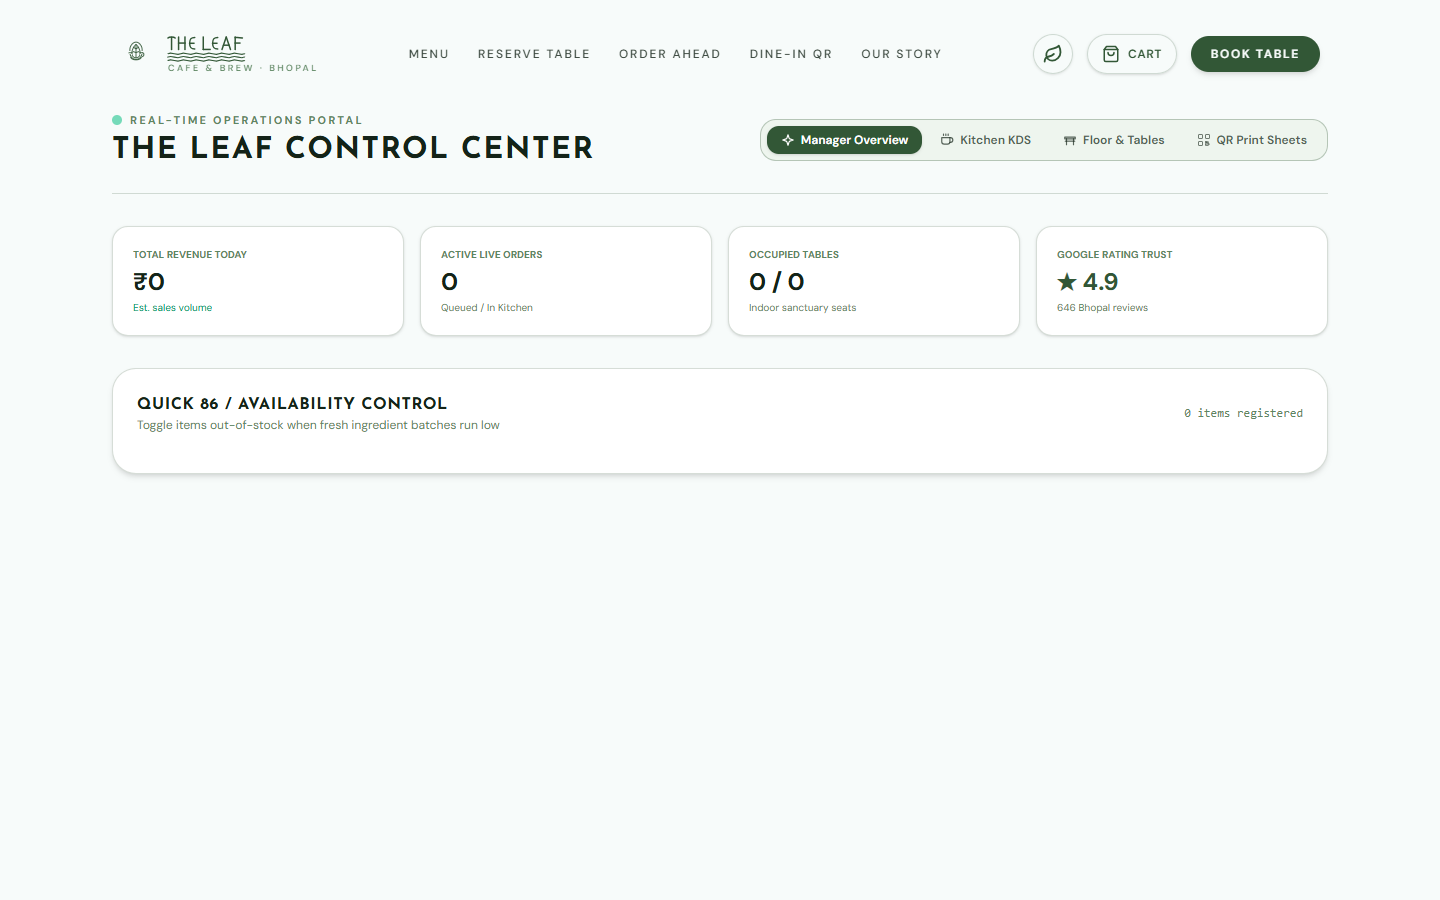 THE LEAF
CAFE & BREW · BHOPAL
MENU
RESERVE TABLE
ORDER AHEAD
DINE-IN QR
OUR STORY
CART
BOOK TABLE
REAL-TIME OPERATIONS PORTAL
THE LEAF CONTROL CENTER
Manager Overview
Kitchen KDS
Floor & Tables
QR Print Sheets
TOTAL REVENUE TODAY
₹0
Est. sales volume
ACTIVE LIVE ORDERS
0
Queued / In Kitchen
OCCUPIED TABLES
0 / 0
Indoor sanctuary seats
GOOGLE RATING TRUST
★ 4.9
646 Bhopal reviews
QUICK 86 / AVAILABILITY CONTROL
Toggle items out-of-stock when fresh ingredient batches run low
0 items registered